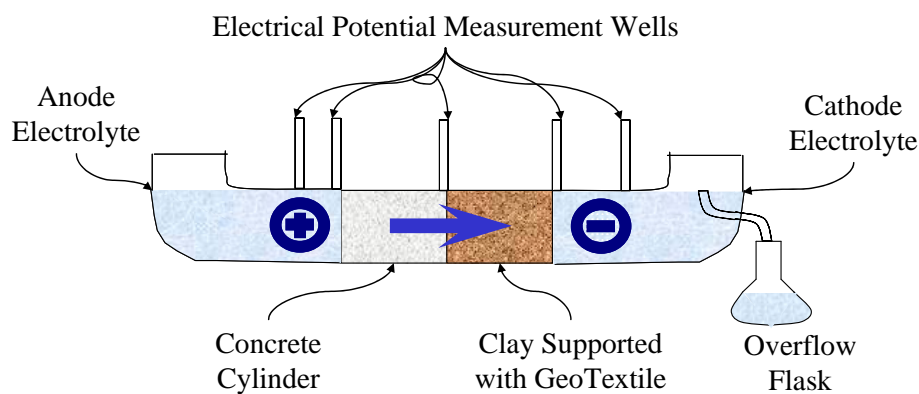 Electrical Potential Measurement Wells
Anode
Electrolyte
Cathode
Electrolyte
Concrete
Cylinder
Clay Supported
with GeoTextile
Overflow
Flask